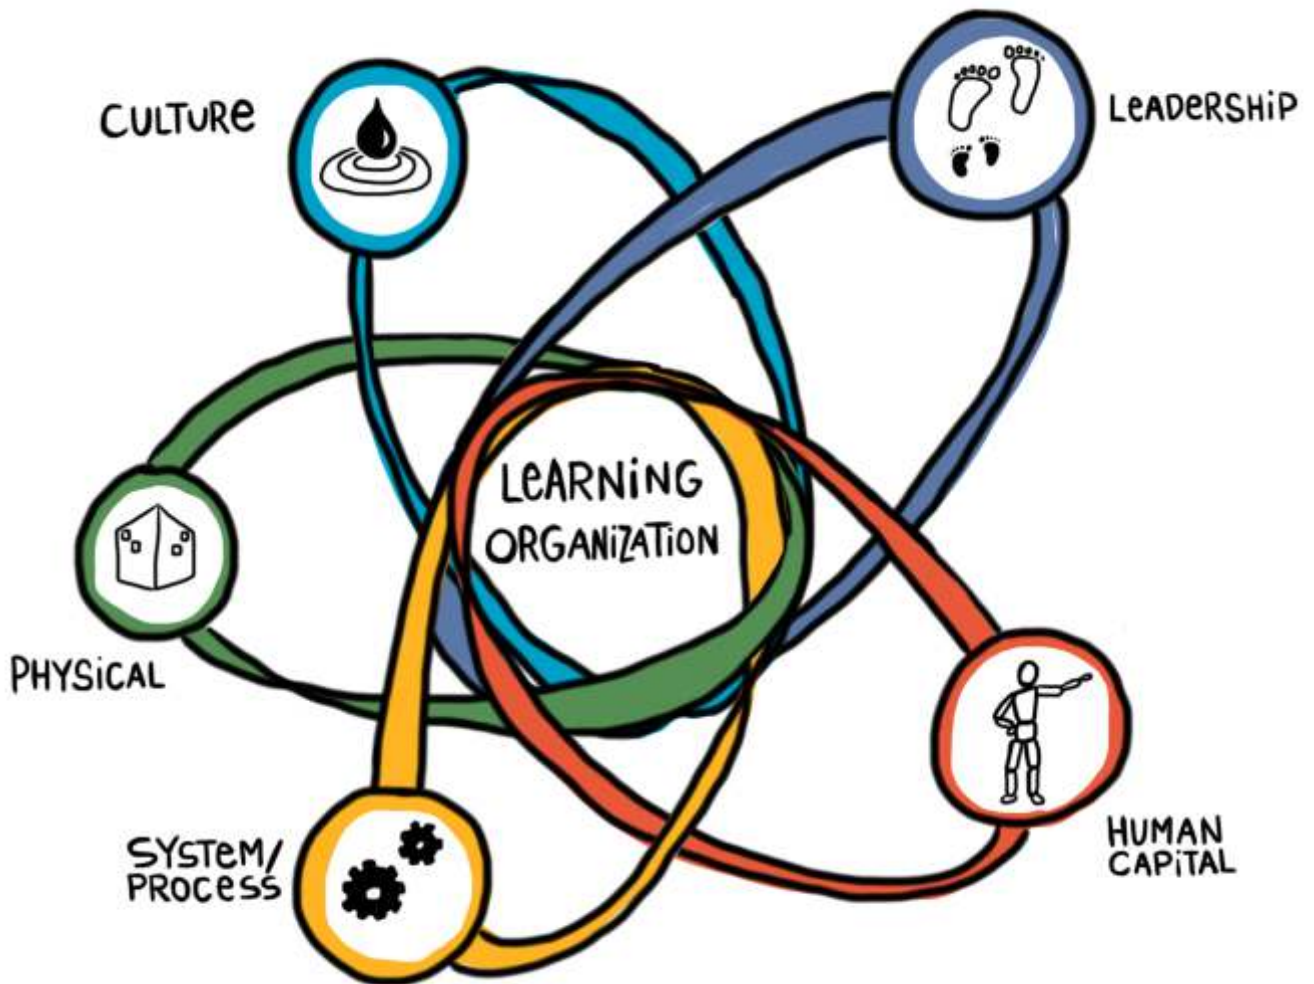 CULTURE
LEADERSHIP
LEARNING
ORGANIZATION
PHYSICAL
SYSTEM/
PROCESS
HUMAN
CAPITAL